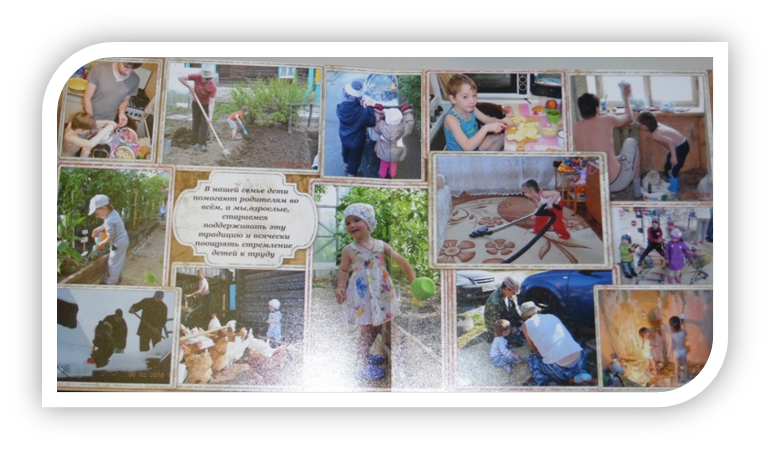 В нашей семье дети
помогают родителям во
всём, а мы,взрослые,
стараемся
поддерживать эту
традицию и всячески
поощрять стремление
детей к труду